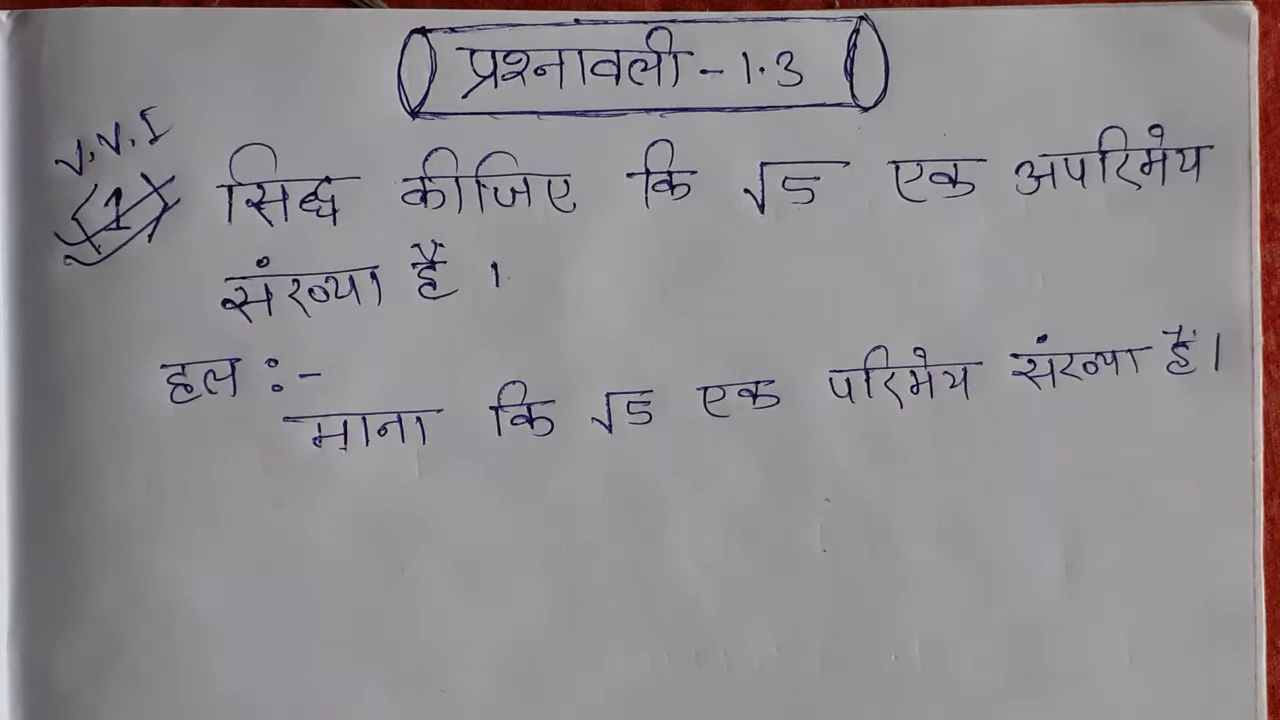 प्रश्नावली - 1.3
V.V.I
(1) सिद्ध कीजिए कि √5 एक अपरिमेय
संख्या है ।
हल :-
माना कि √5 एक परिमेय संख्या है।